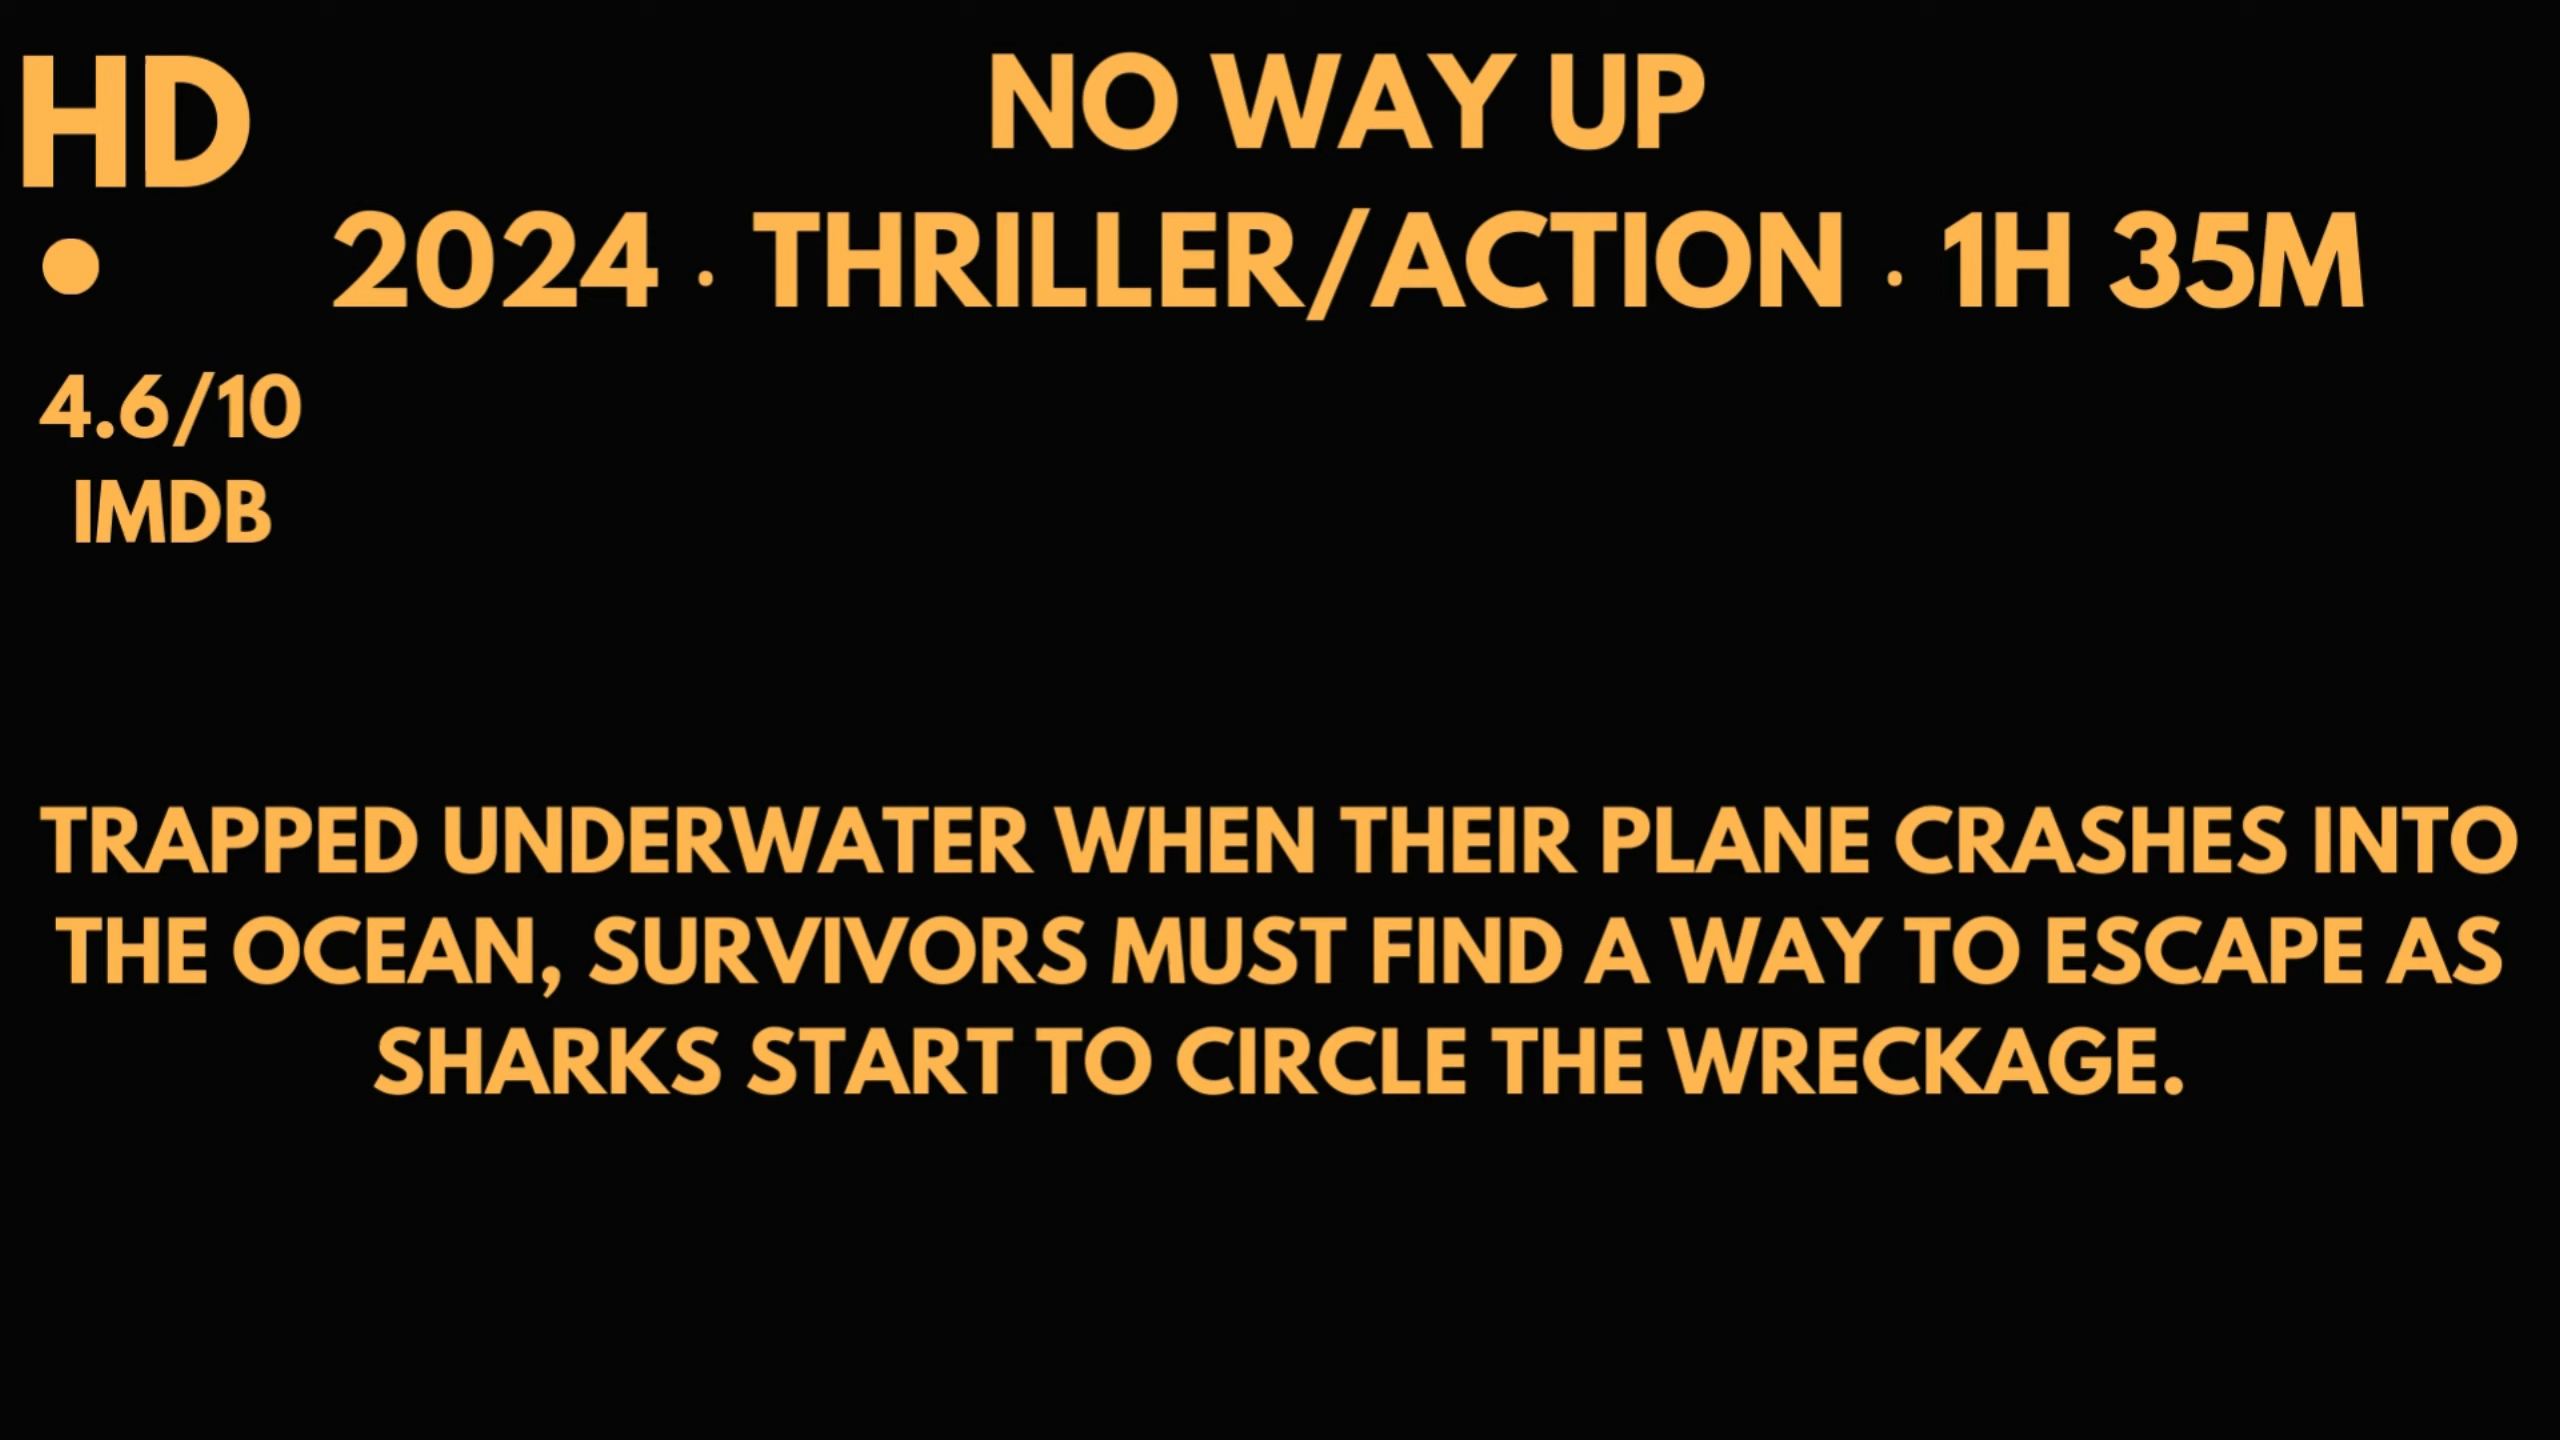 HD
NO WAY UP
2024 · THRILLER/ACTION · 1H 35M
4.6/10
IMDB
TRAPPED UNDERWATER WHEN THEIR PLANE CRASHES INTO
THE OCEAN, SURVIVORS MUST FIND A WAY TO ESCAPE AS
SHARKS START TO CIRCLE THE WRECKAGE.